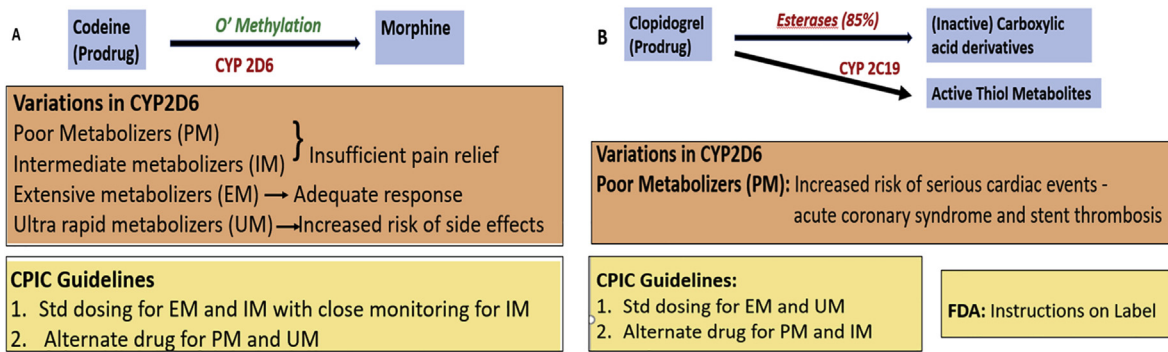 A
Codeine
(Prodrug)
O’ Methylation
CYP 2D6
Morphine
Variations in CYP2D6
Poor Metabolizers (PM)
Intermediate metabolizers (IM)
} Insufficient pain relief
Extensive metabolizers (EM) → Adequate response
Ultra rapid metabolizers (UM) → Increased risk of side effects
CPIC Guidelines
1. Std dosing for EM and IM with close monitoring for IM
2. Alternate drug for PM and UM
B
Clopidogrel
(Prodrug)
Esterases (85%)
CYP 2C19
(Inactive) Carboxylic
acid derivatives
Active Thiol Metabolites
Variations in CYP2D6
Poor Metabolizers (PM): Increased risk of serious cardiac events -
acute coronary syndrome and stent thrombosis
CPIC Guidelines:
1. Std dosing for EM and UM
2. Alternate drug for PM and IM
FDA: Instructions on Label